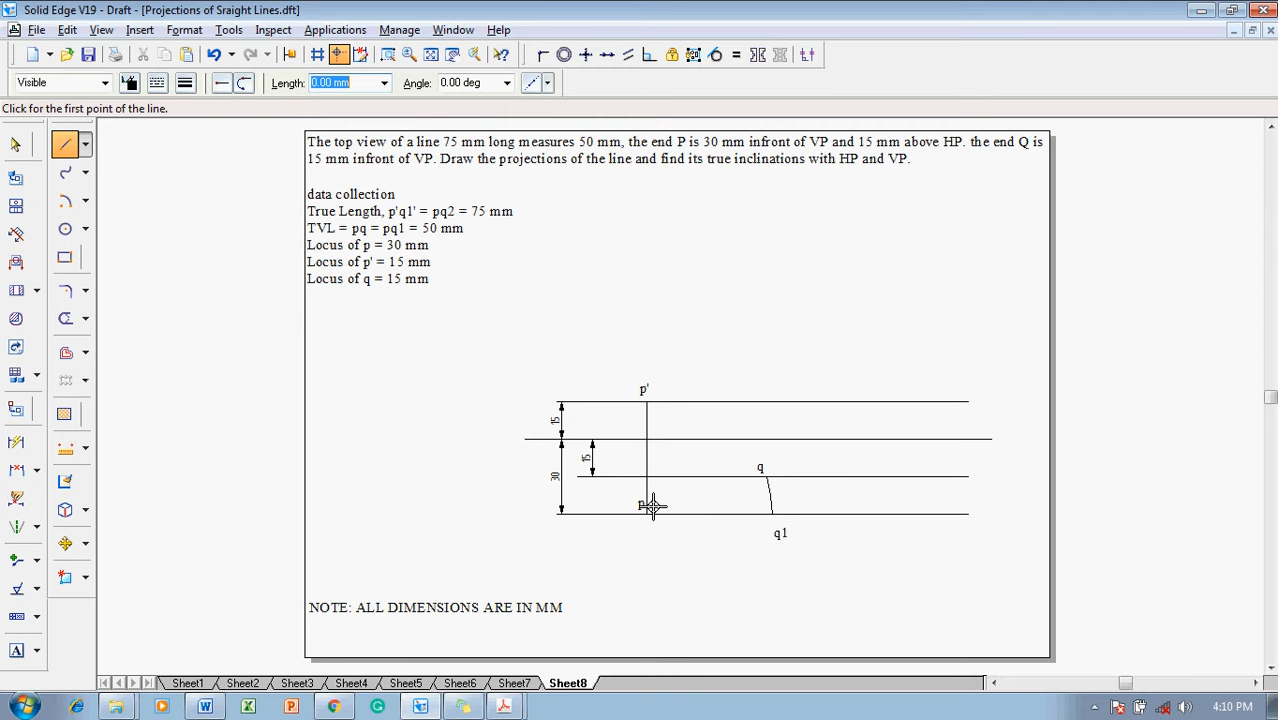 Solid Edge V19 - Draft - [Projections of Sraight Lines.dft]
File Edit View Insert Format Tools Inspect Applications Manage Window Help
Visible Length: 0.00 mm Angle: 0.00 deg
Click for the first point of the line.
The top view of a line 75 mm long measures 50 mm, the end P is 30 mm infront of VP and 15 mm above HP. the end Q is
15 mm infront of VP. Draw the projections of the line and find its true inclinations with HP and VP.
data collection
True Length, p'q1' = pq2 = 75 mm
TVL = pq = pq1 = 50 mm
Locus of p = 30 mm
Locus of p' = 15 mm
Locus of q = 15 mm
p'
15
15
30
q
p
q1
NOTE: ALL DIMENSIONS ARE IN MM
A
Sheet1 Sheet2 Sheet3 Sheet4 Sheet5 Sheet6 Sheet7 Sheet8
4:10 PM